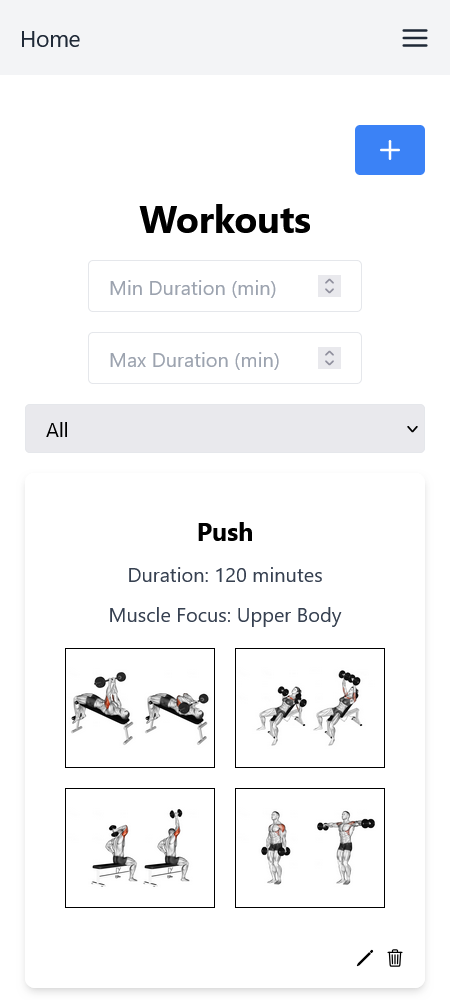 Home
Workouts
Min Duration (min)
Max Duration (min)
All
Push
Duration: 120 minutes
Muscle Focus: Upper Body